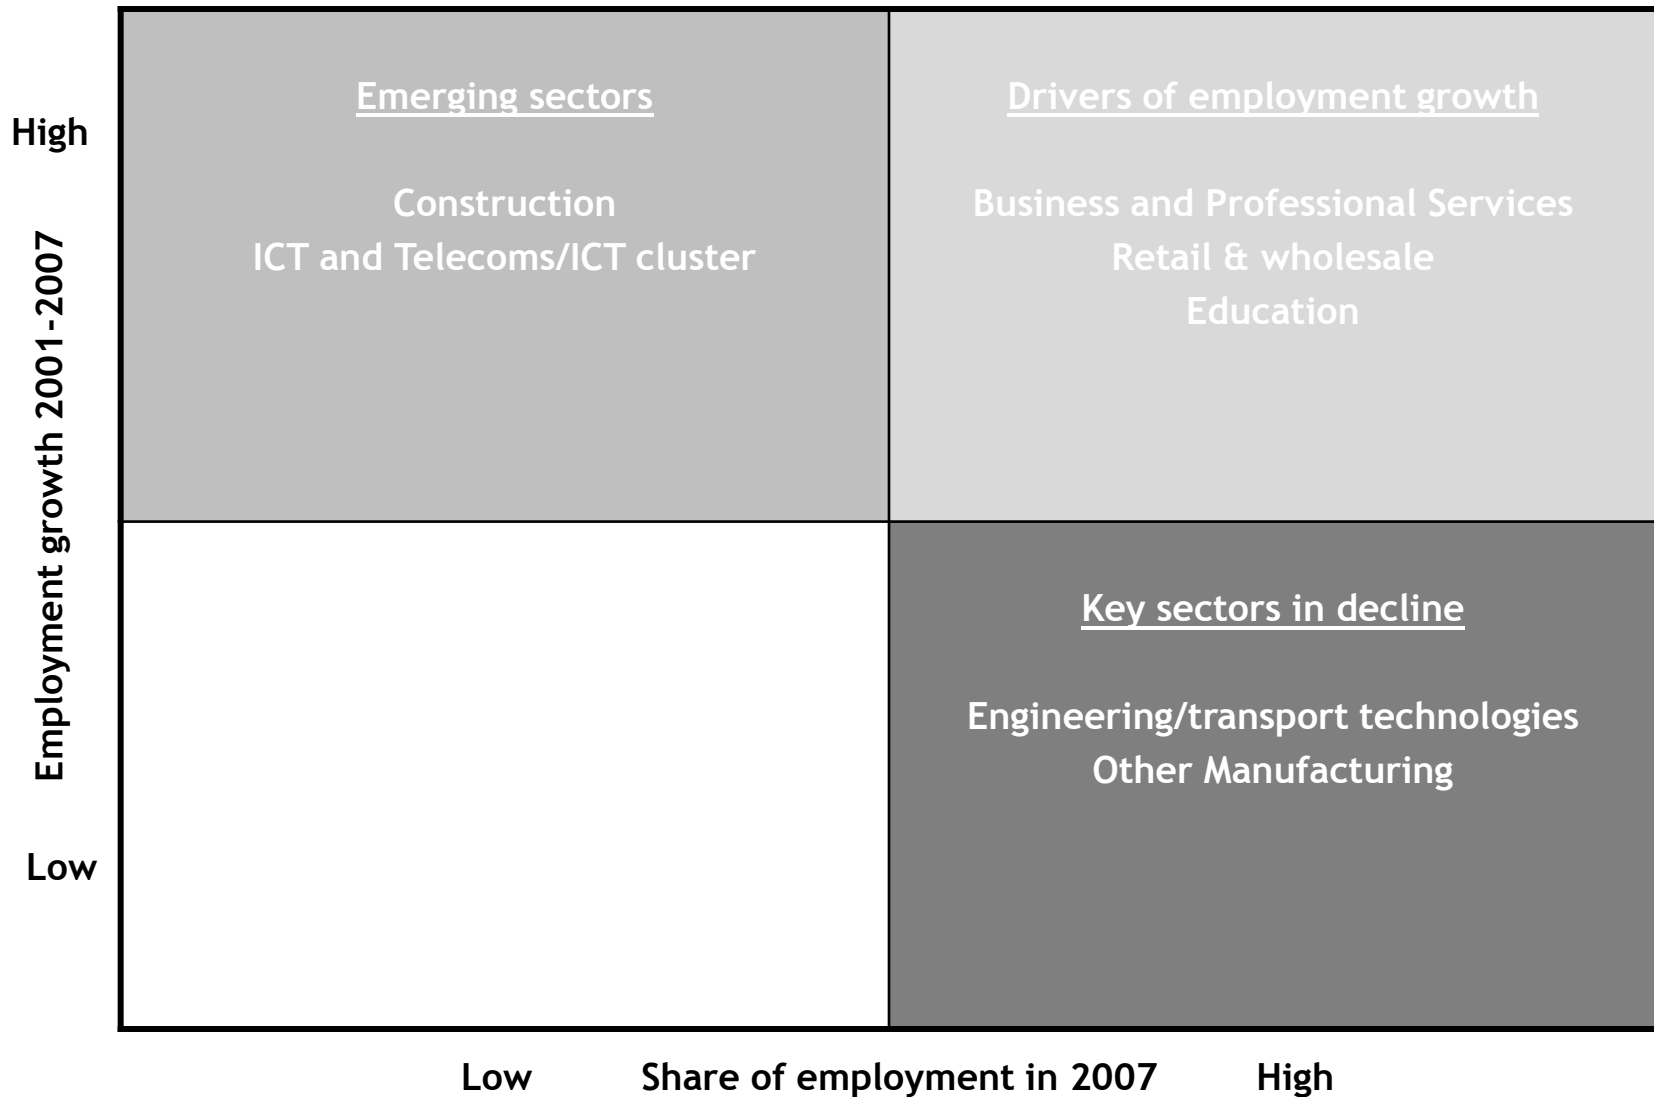 Emerging sectors
Construction
ICT and Telecoms/ICT cluster
Drivers of employment growth
Business and Professional Services
Retail & wholesale
Education
Key sectors in decline
Engineering/transport technologies
Other Manufacturing
High
Employment growth 2001-2007
Low
Low Share of employment in 2007 High